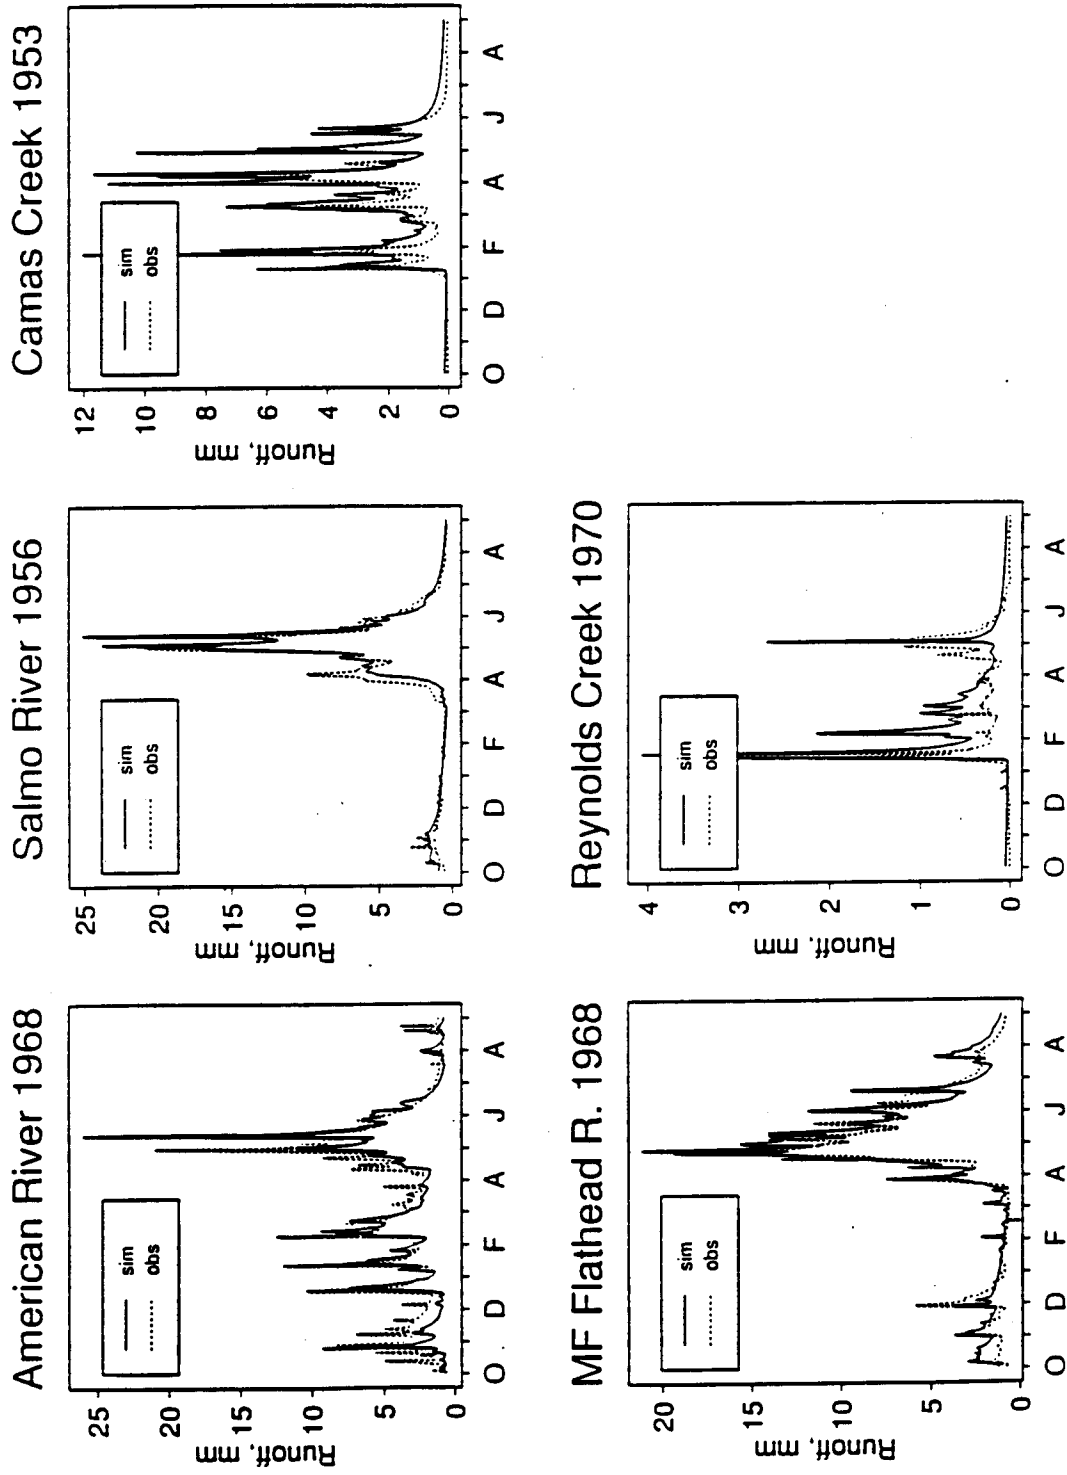 American River 1968
Runoff, mm
25
20
15
10
5
0
sim
obs
O D F A J A
Salmo River 1956
Runoff, mm
25
20
15
10
5
0
sim
obs
O D F A J A
Camas Creek 1953
Runoff, mm
12
10
8
6
4
2
0
sim
obs
O D F A J A
MF Flathead R. 1968
Runoff, mm
20
15
10
5
0
sim
obs
O D F A J A
Reynolds Creek 1970
Runoff, mm
4
3
2
1
0
sim
obs
O D F A J A